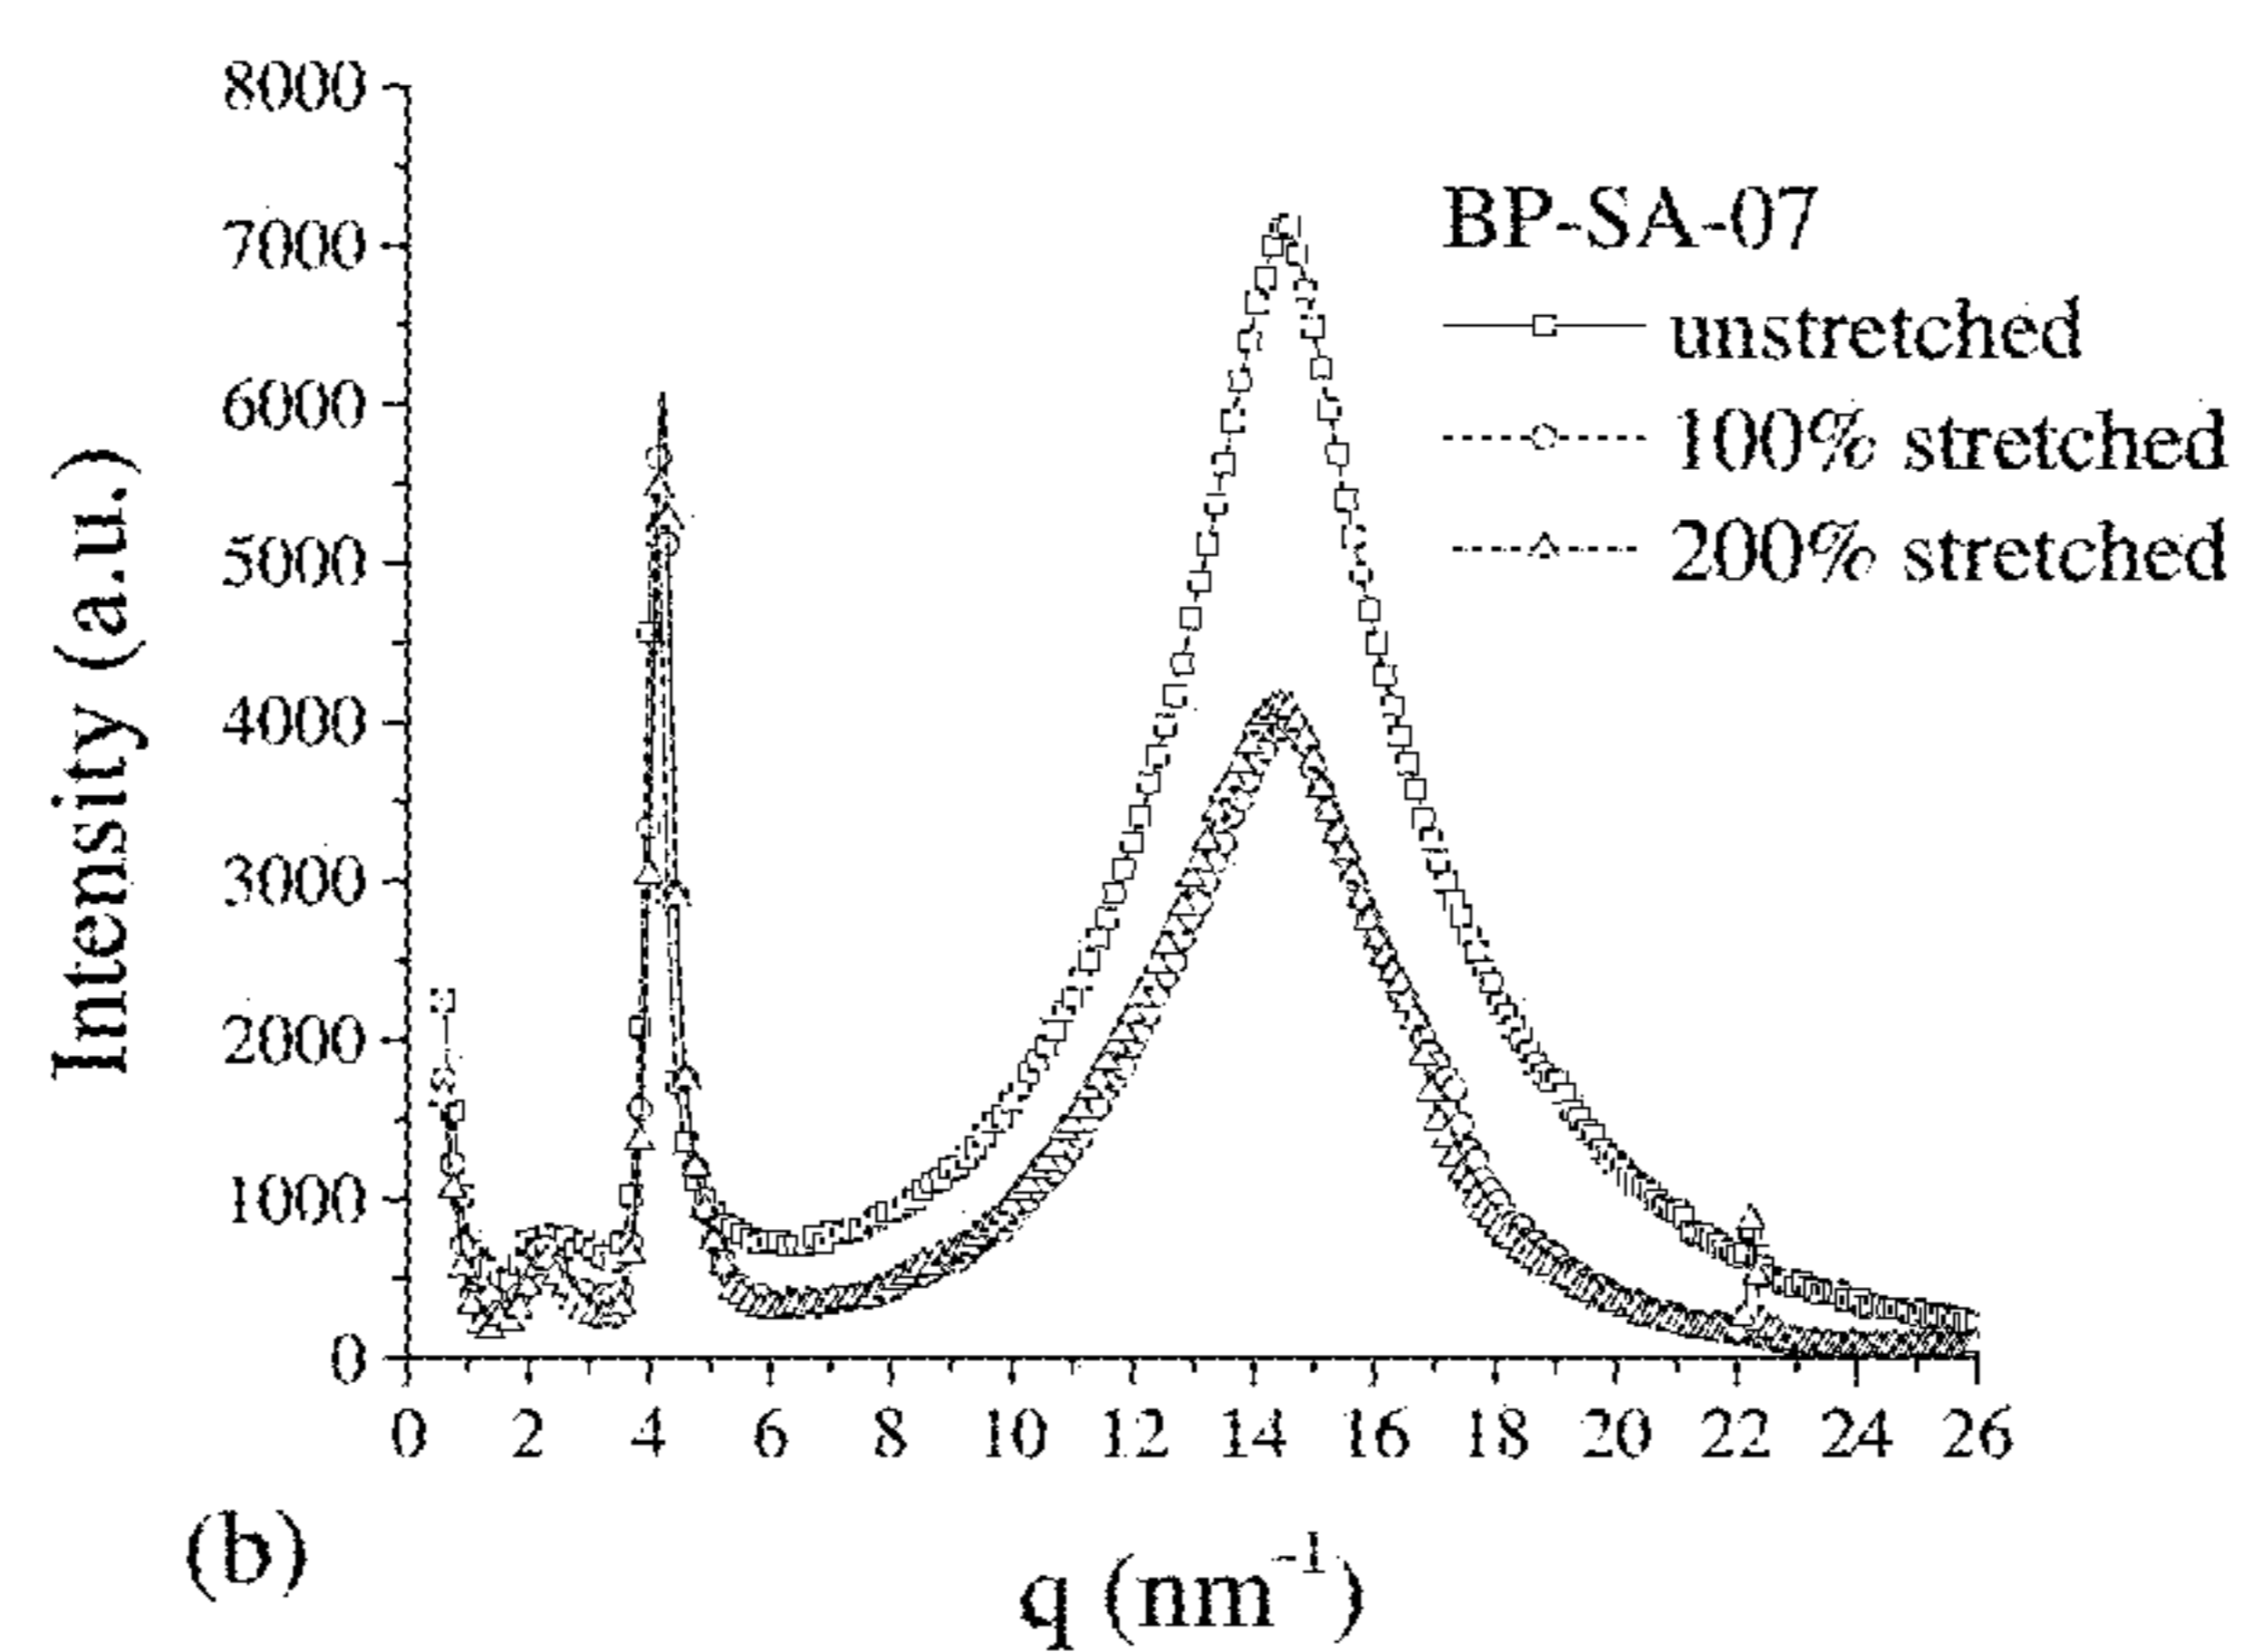 8000
7000
6000
5000
4000
3000
2000
1000
0
Intensity (a.u.)
BP-SA-07
unstretched
100% stretched
200% stretched
0 2 4 6 8 10 12 14 16 18 20 22 24 26
(b)
q (nm⁻¹)